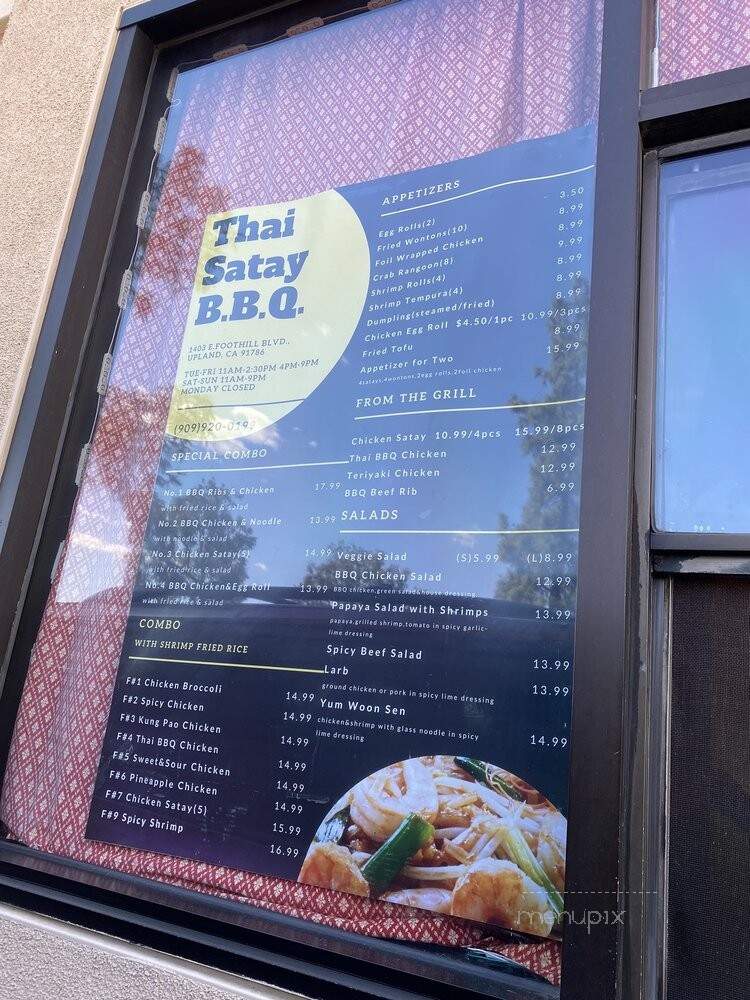 Thai
Satay
B.B.Q.
1403 E.FOOTHILL BLVD.,
UPLAND, CA 91786
TUE-FRI 11AM-2:30PM 4PM-9PM
SAT-SUN 11AM-9PM
MONDAY CLOSED
(909)920-0199
SPECIAL COMBO
No.1 BBQ Ribs & Chicken 17.99
with fried rice & salad
No.2 BBQ Chicken & Noodle 13.99
with noodle & salad
No.3 Chicken Satay(5) 14.99
with fried rice & salad
No.4 BBQ Chicken&Egg Roll 13.99
with fried rice & salad
COMBO
WITH SHRIMP FRIED RICE
F#1 Chicken Broccoli 14.99
F#2 Spicy Chicken 14.99
F#3 Kung Pao Chicken 14.99
F#4 Thai BBQ Chicken 14.99
F#5 Sweet&Sour Chicken 14.99
F#6 Pineapple Chicken 14.99
F#7 Chicken Satay(5) 15.99
F#9 Spicy Shrimp 16.99
APPETIZERS
Egg Rolls(2) 3.50
Fried Wontons(10) 8.99
Foil Wrapped Chicken 8.99
Crab Rangoon(8) 9.99
Shrimp Rolls(4) 8.99
Shrimp Tempura(4) 8.99
Dumpling(steamed/fried) 8.99
Chicken Egg Roll $4.50/1pc 10.99/3pcs
Fried Tofu 8.99
Appetizer for Two 15.99
4satays,4wontons,2egg rolls,2foil chicken
FROM THE GRILL
Chicken Satay 10.99/4pcs 15.99/8pcs
Thai BBQ Chicken 12.99
Teriyaki Chicken 12.99
BBQ Beef Rib 6.99
SALADS
Veggie Salad (S)5.99 (L)8.99
BBQ Chicken Salad 12.99
BBQ chicken,green salad&house dressing
Papaya Salad with Shrimps 13.99
papaya,grilled shrimp,tomato in spicy garlic-
lime dressing
Spicy Beef Salad 13.99
Larb 13.99
ground chicken or pork in spicy lime dressing
Yum Woon Sen 14.99
chicken&shrimp with glass noodle in spicy
lime dressing
menupix